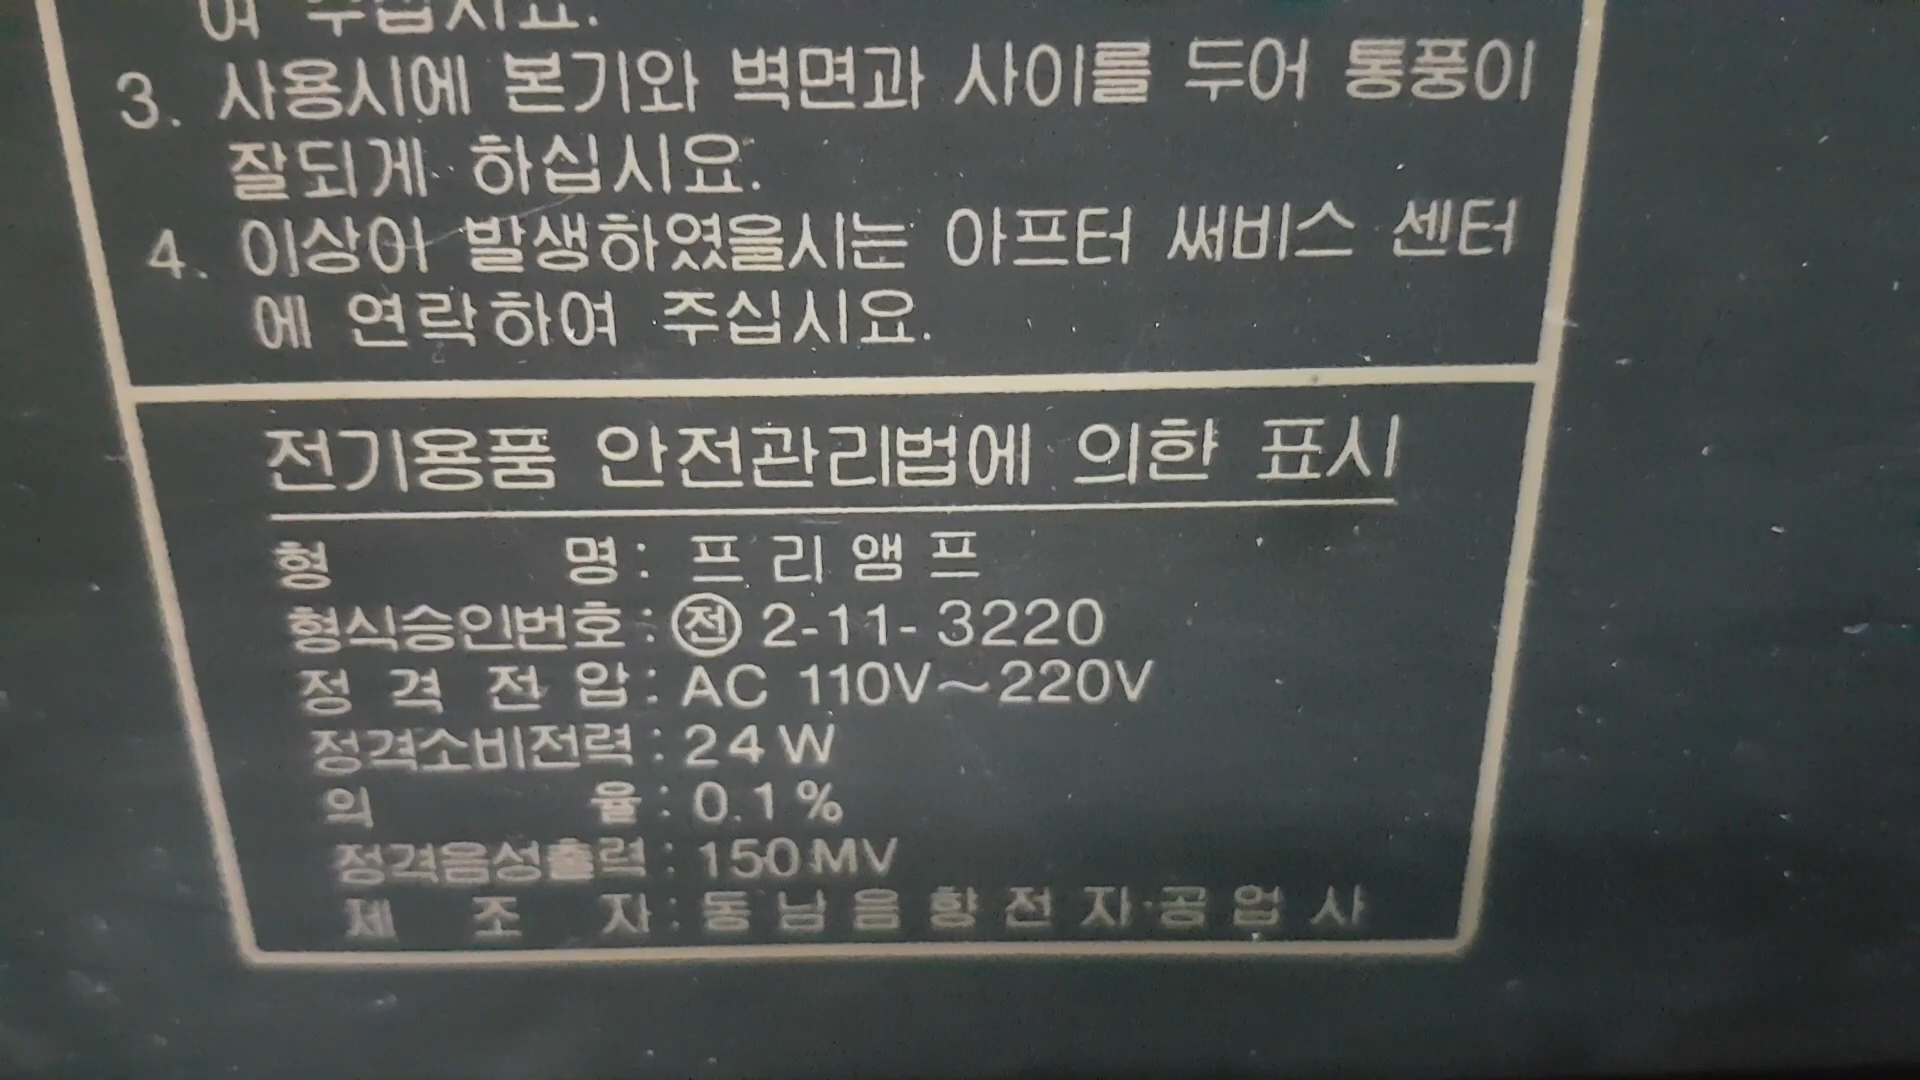 여 주십시요.
3. 사용시에 본기와 벽면과 사이를 두어 통풍이
잘되게 하십시요.
4. 이상이 발생하였을시는 아프터 써비스 센터
에 연락하여 주십시요.
전기용품 안전관리법에 의한 표시
형 명: 프리앰프
형식승인번호: 전 2-11-3220
정격전압: AC 110V~220V
정격소비전력: 24W
의 율: 0.1%
정격음성출력: 150MV
제조자: 동남음향전자공업사